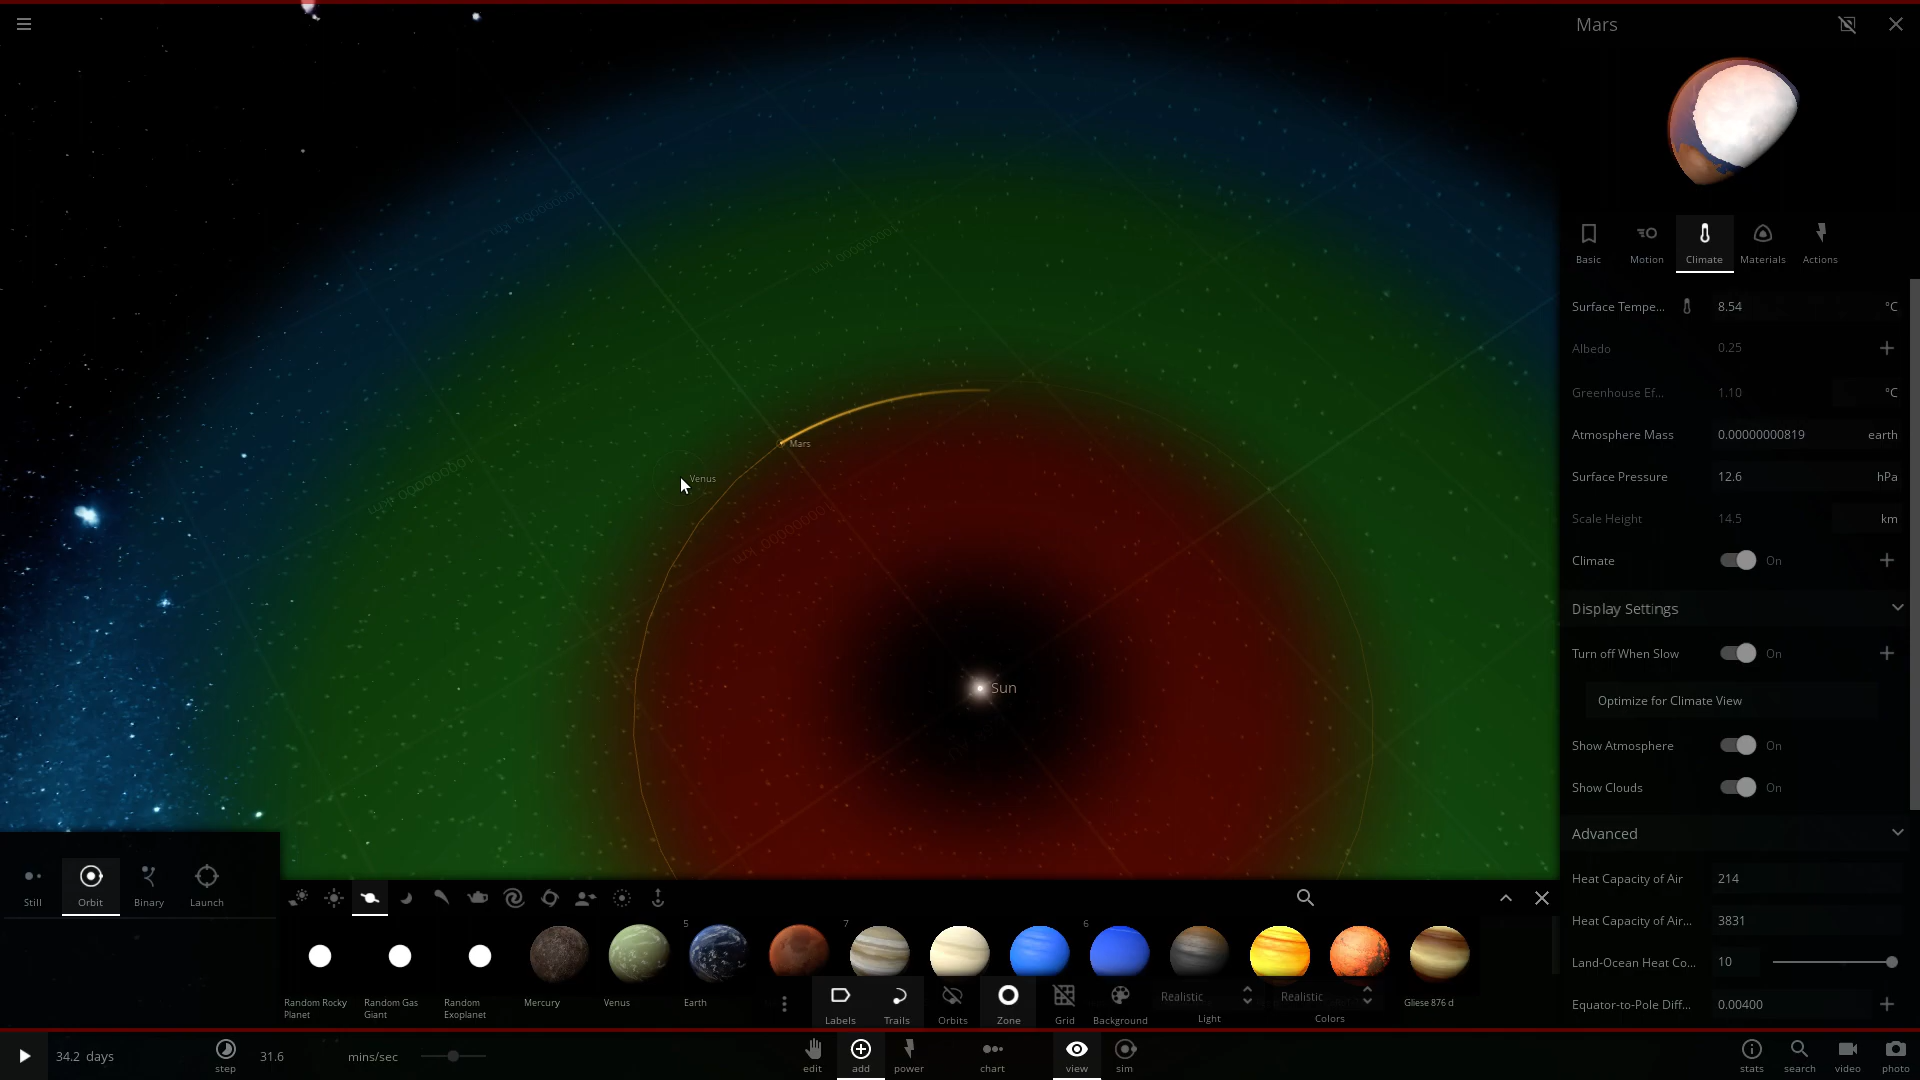 Mars
Basic
Motion
Climate
Materials
Actions
Surface Tempe... 8.54 °C
Albedo 0.25
Greenhouse Ef... 1.10 °C
Atmosphere Mass 0.00000000819 earth
Surface Pressure 12.6 hPa
Scale Height 14.5 km
Climate On
Display Settings
Turn off When Slow On
Optimize for Climate View
Show Atmosphere On
Show Clouds On
Advanced
Heat Capacity of Air 214
Heat Capacity of Air... 3831
Land-Ocean Heat Co... 10
Equator-to-Pole Diff... 0.00400
Mars
Venus
Sun
Still
Orbit
Binary
Launch
5
7
6
Random Rocky
Planet
Random Gas
Giant
Random
Exoplanet
Mercury
Venus
Earth
Gliese 876 d
Labels
Trails
Orbits
Zone
Grid
Background
Realistic
Light
Realistic
Colors
34.2 days
step
31.6 mins/sec
edit
add
power
chart
view
sim
stats
search
video
photo